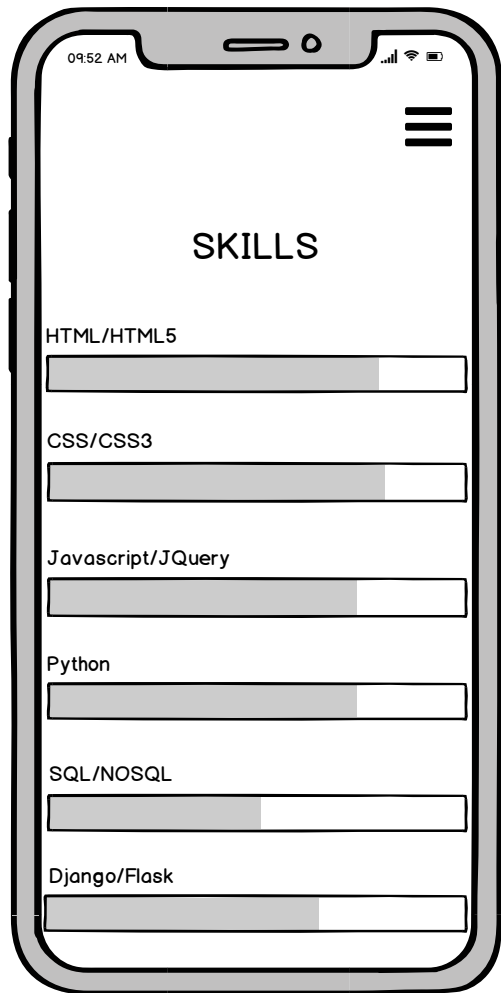 09:52 AM
SKILLS
HTML/HTML5
CSS/CSS3
Javascript/JQuery
Python
SQL/NOSQL
Django/Flask